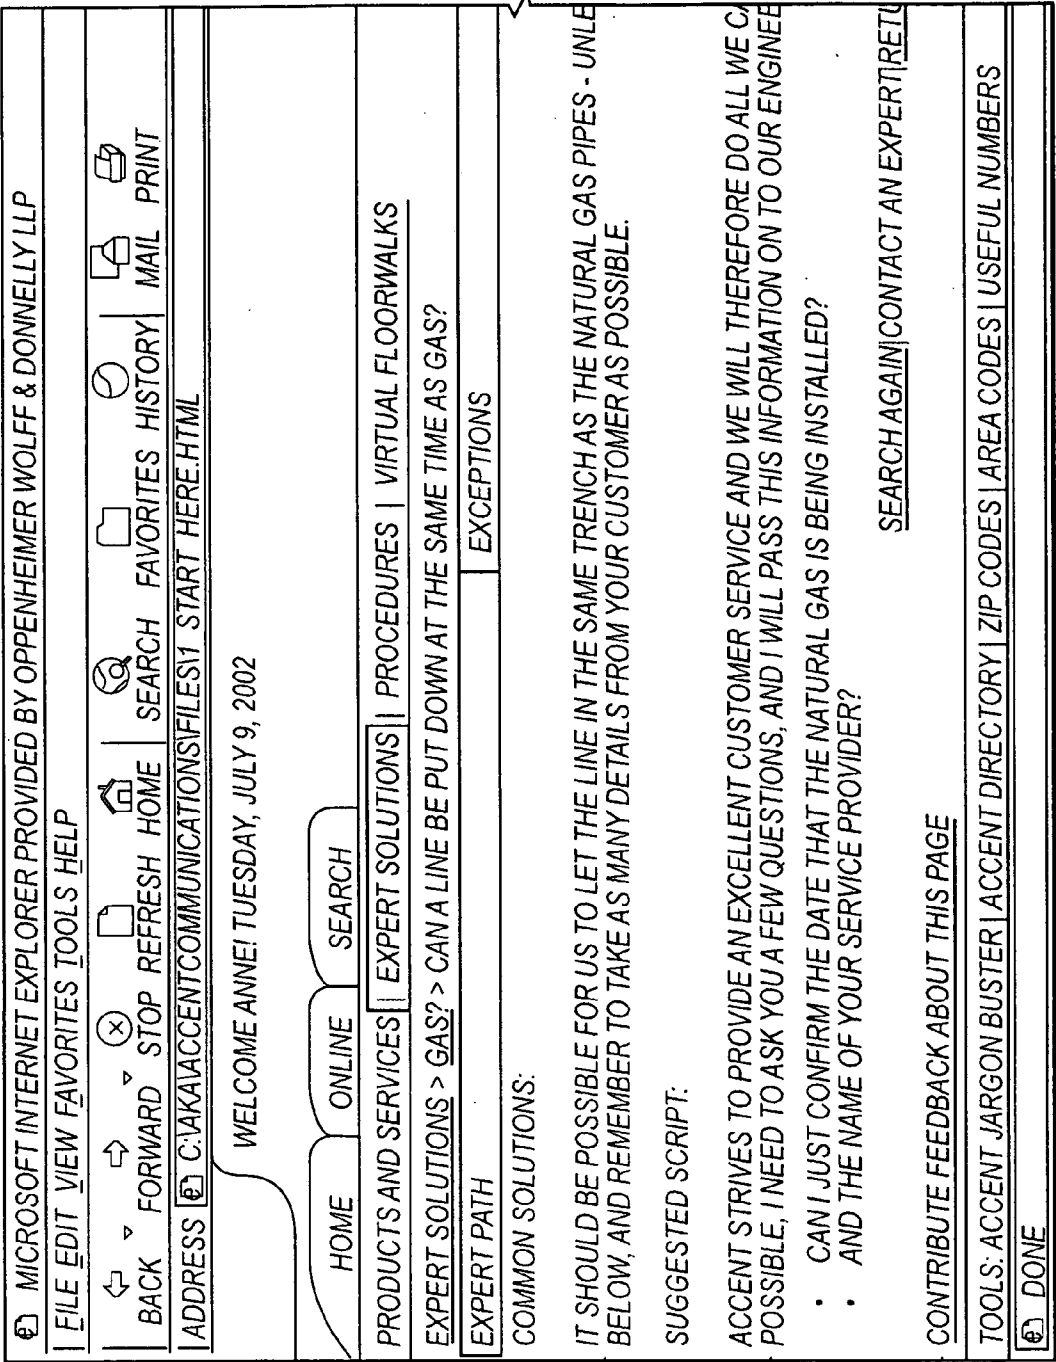 MICROSOFT INTERNET EXPLORER PROVIDED BY OPPENHEIMER WOLFF & DONNELLY LLP
FILE EDIT VIEW FAVORITES TOOLS HELP
BACK FORWARD STOP REFRESH HOME SEARCH FAVORITES HISTORY MAIL PRINT
ADDRESS C:\AKA\ACCENTCOMMUNICATIONS\FILES\1 START HERE.HTML
WELCOME ANNE! TUESDAY, JULY 9, 2002
HOME ONLINE SEARCH
PRODUCTS AND SERVICES | EXPERT SOLUTIONS | PROCEDURES | VIRTUAL FLOORWALKS
EXPERT SOLUTIONS > GAS? > CAN A LINE BE PUT DOWN AT THE SAME TIME AS GAS?
EXPERT PATH EXCEPTIONS
COMMON SOLUTIONS:
IT SHOULD BE POSSIBLE FOR US TO LET THE LINE IN THE SAME TRENCH AS THE NATURAL GAS PIPES - UNLE
BELOW, AND REMEMBER TO TAKE AS MANY DETAILS FROM YOUR CUSTOMER AS POSSIBLE.
SUGGESTED SCRIPT:
ACCENT STRIVES TO PROVIDE AN EXCELLENT CUSTOMER SERVICE AND WE WILL THEREFORE DO ALL WE CA
POSSIBLE, I NEED TO ASK YOU A FEW QUESTIONS, AND I WILL PASS THIS INFORMATION ON TO OUR ENGINEE
• CAN I JUST CONFIRM THE DATE THAT THE NATURAL GAS IS BEING INSTALLED?
• AND THE NAME OF YOUR SERVICE PROVIDER?
SEARCH AGAIN|CONTACT AN EXPERT|RETU
CONTRIBUTE FEEDBACK ABOUT THIS PAGE
TOOLS: ACCENT JARGON BUSTER | ACCENT DIRECTORY | ZIP CODES | AREA CODES | USEFUL NUMBERS
DONE